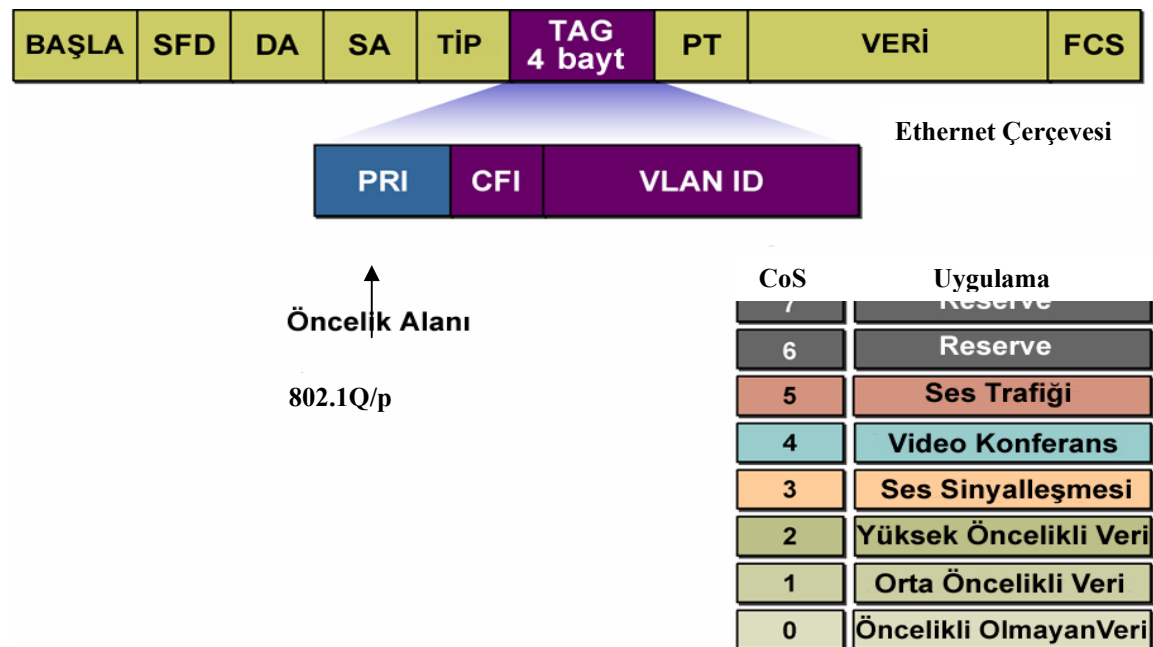 BAŞLA SFD DA SA TİP TAG 4 bayt PT VERİ FCS
Ethernet Çerçevesi
PRI CFI VLAN ID
Öncelik Alanı
802.1Q/p
CoS Uygulama
7 Reserve
6 Reserve
5 Ses Trafiği
4 Video Konferans
3 Ses Sinyalleşmesi
2 Yüksek Öncelikli Veri
1 Orta Öncelikli Veri
0 Öncelikli OlmayanVeri